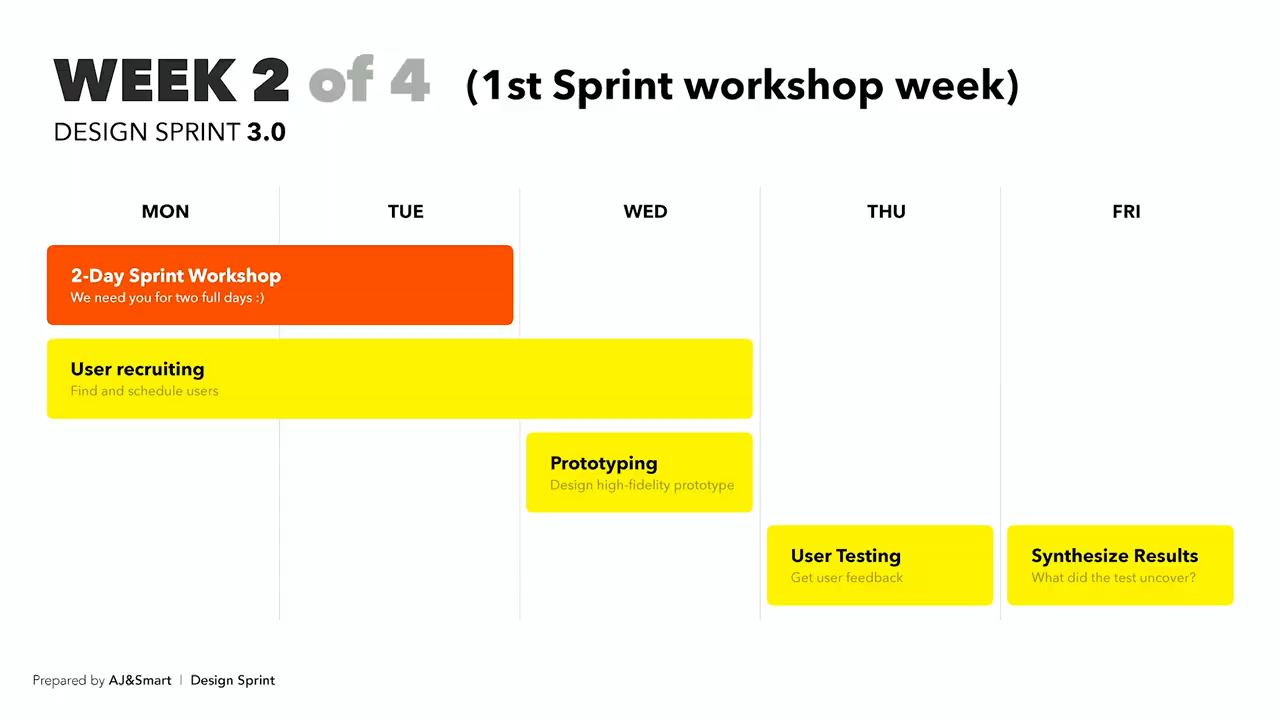 WEEK 2 of 4 (1st Sprint workshop week)
DESIGN SPRINT 3.0
MON TUE WED THU FRI
2-Day Sprint Workshop
We need you for two full days :)
User recruiting
Find and schedule users
Prototyping
Design high-fidelity prototype
User Testing
Get user feedback
Synthesize Results
What did the test uncover?
Prepared by AJ&Smart | Design Sprint